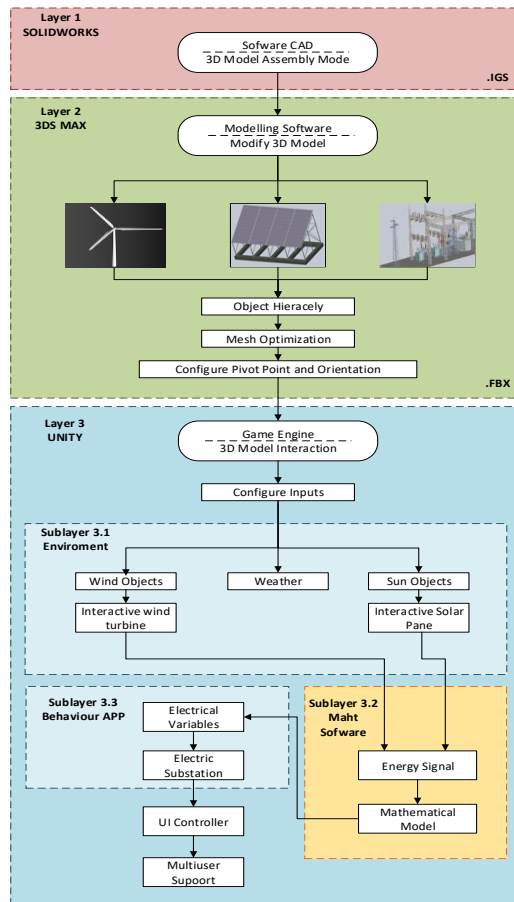 Layer 1
SOLIDWORKS
Sofware CAD
3D Model Assembly Mode
.IGS
Layer 2
3DS MAX
Modelling Software
Modify 3D Model
Object Hieracely
Mesh Optimization
Configure Pivot Point and Orientation
.FBX
Layer 3
UNITY
Game Engine
3D Model Interaction
Configure Inputs
Sublayer 3.1
Enviroment
Wind Objects
Weather
Sun Objects
Interactive wind
turbine
Interactive Solar
Pane
Sublayer 3.3
Behaviour APP
Electrical
Variables
Electric
Substation
Sublayer 3.2
Maht
Sofware
Energy Signal
Mathematical
Model
UI Controller
Multiuser
Supoort